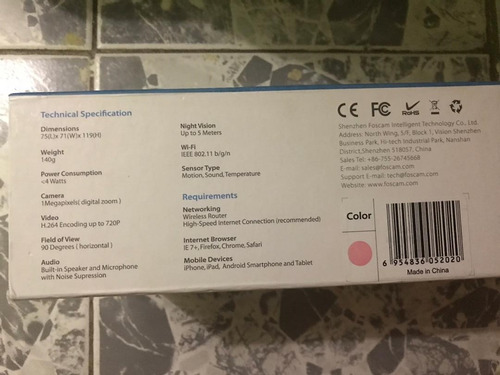 Technical Specification
Dimensions
75(L)x 71(W)x 119(H)
Weight
140g
Power Consumption
<4 Watts
Camera
1Megapixels( digital zoom )
Video
H.264 Encoding up to 720P
Field of View
90 Degrees ( horizontal )
Audio
Built-in Speaker and Microphone
with Noise Supression
Night Vision
Up to 5 Meters
Wi-Fi
IEEE 802.11 b/g/n
Sensor Type
Motion, Sound, Temperature
Requirements
Networking
Wireless Router
High-Speed Internet Connection (recommended)
Internet Browser
IE 7+, Firefox, Chrome, Safari
Mobile Devices
iPhone, iPad, Android Smartphone and Tablet
CE FC RoHS
Shenzhen Foscam Intelligent Technology Co., Ltd.
Address: North Wing, 5/F, Block 1, Vision Shenzhen
Business Park, Hi-tech Industrial Park, Nanshan
District,Shenzhen 518057, China
Sales Tel: +86-755-26745668
E-mail: sales@foscam.com
Support E-mail: tech@foscam.com
Website: www.foscam.com
Color
6 954836 052020
Made in China